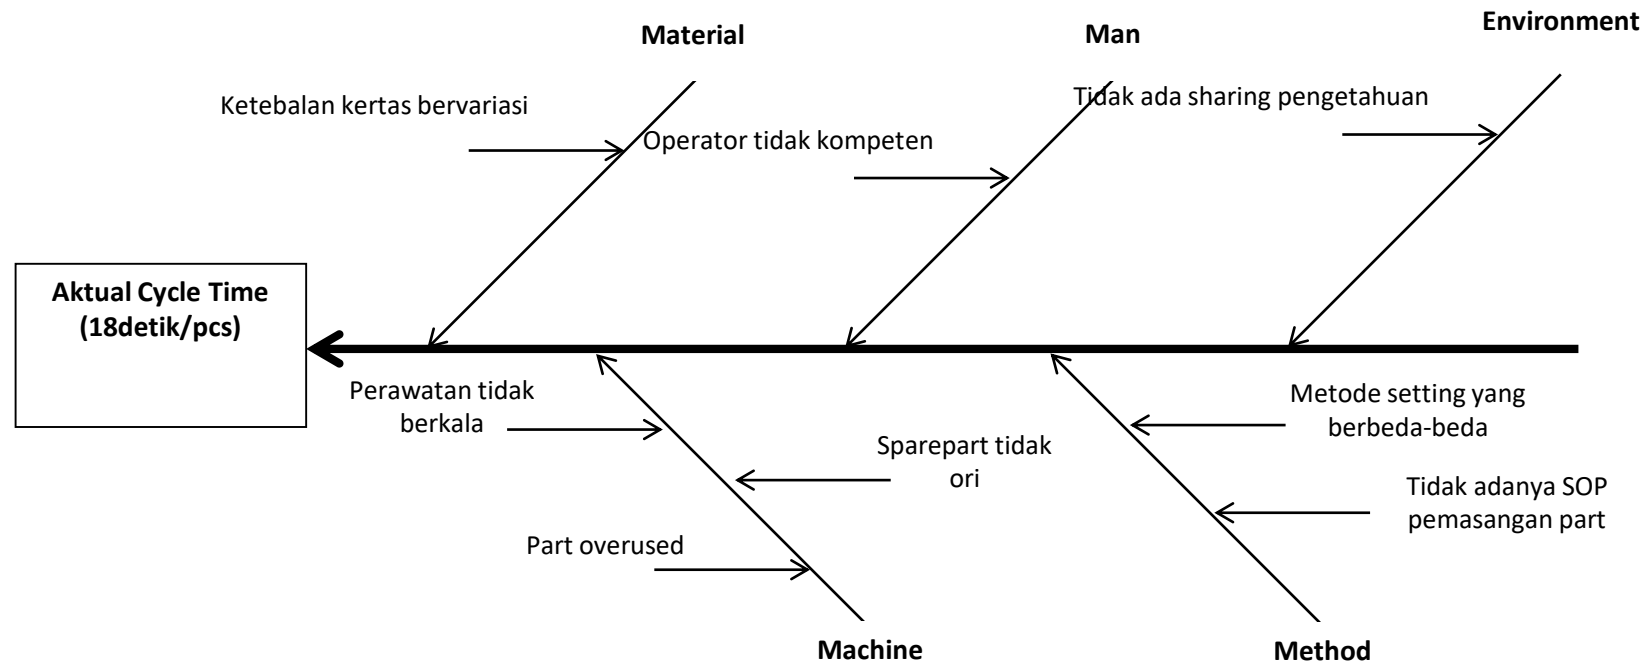 Environment
Material
Man
Ketebalan kertas bervariasi
Tidak ada sharing pengetahuan
Operator tidak kompeten
Aktual Cycle Time
(18detik/pcs)
Perawatan tidak
berkala
Metode setting yang
berbeda-beda
Sparepart tidak
ori
Tidak adanya SOP
pemasangan part
Part overused
Machine
Method